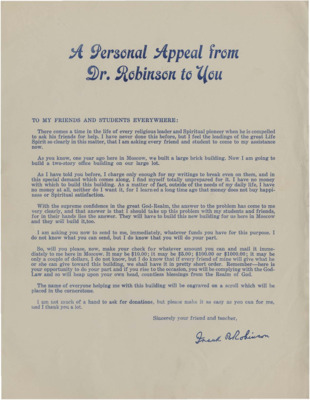 A Personal Appeal from
Dr. Robinson to You
TO MY FRIENDS AND STUDENTS EVERYWHERE:
There comes a time in the life of every religious leader and Spiritual pioneer when he is compelled
to ask his friends for help. I have never done this before, but I feel the leadings of the great Life
Spirit so clearly in this matter, that I am asking every friend and student to come to my assistance
now.
As you know, one year ago here in Moscow, we built a large brick building. Now I am going to
build a two-story office building on our large lot.
As I have told you before, I charge only enough for my writings to break even on them, and in
this special demand which comes along, I find myself totally unprepared for it. I have no money
with which to build this building. As a matter of fact, outside of the needs of my daily life, I have
no money at all, neither do I want it, for I learned a long time ago that money does not buy happi-
ness or Spiritual satisfaction.
With the supreme confidence in the great God-Realm, the answer to the problem has come to me
very clearly, and that answer is that I should take up this problem with my students and friends,
for in their hands lies the answer. They will have to build this new building for us here in Moscow
and they will build it.
I am asking you now to send to me, immediately, whatever funds you have for this purpose. I
do not know what you can send, but I do know that you will do your part.
So, will you please, now, make your check for whatever amount you can and mail it imme-
diately to me here in Moscow. It may be $10.00; it may be $5.00; $100.00 or $1000.00; it may be
only a couple of dollars, I do not know, but I do know that if every friend of mine will give what he
or she can give toward this building, we shall have it in pretty short order. Remember—here is
your opportunity to do your part and if you rise to the occasion, you will be complying with the God-
Law and so will heap upon your own head, countless blessings from the Realm of God.
The name of everyone helping me with this building will be engraved on a scroll which will be
placed in the cornerstone.
I am not much of a hand to ask for donations, but please make it as easy as you can for me,
and I thank you a lot.
Sincerely your friend and teacher,
Frank B. Robinson